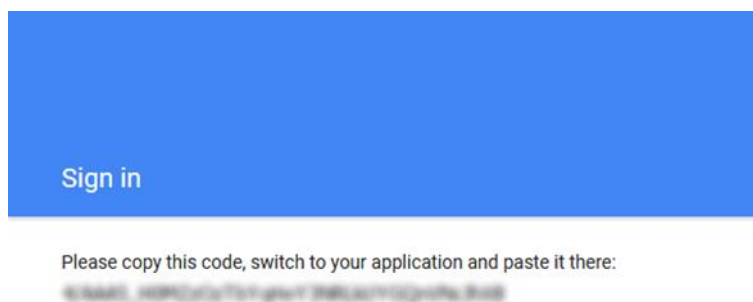 Sign in
Please copy this code, switch to your application and paste it there: